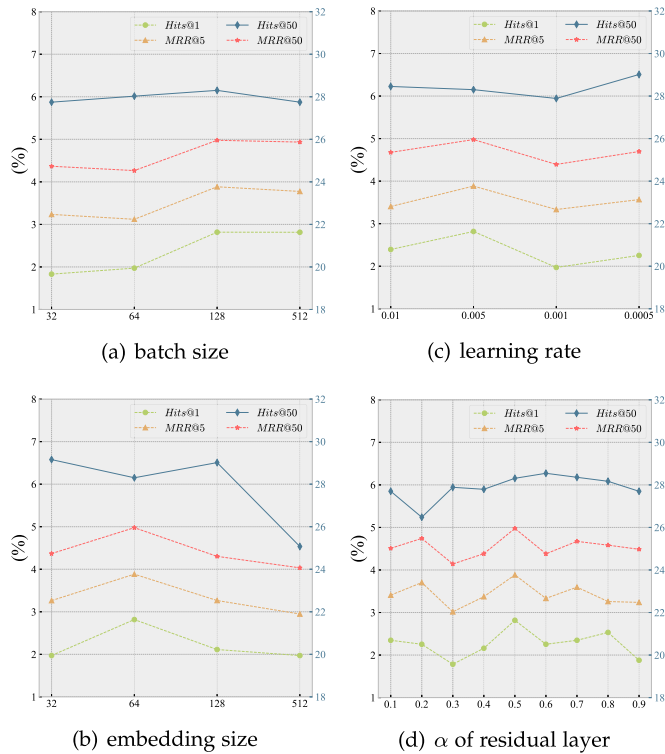 8 7 6 5 4 3 2 1
(%)
Hits@1 Hits@50
MRR@5 MRR@50
32 30 28 26 24 22 20 18
32 64 128 512
(a) batch size
8 7 6 5 4 3 2 1
(%)
Hits@1 Hits@50
MRR@5 MRR@50
32 30 28 26 24 22 20 18
0.01 0.005 0.001 0.0005
(c) learning rate
8 7 6 5 4 3 2 1
(%)
Hits@1 Hits@50
MRR@5 MRR@50
32 30 28 26 24 22 20 18
32 64 128 512
(b) embedding size
8 7 6 5 4 3 2 1
(%)
Hits@1 Hits@50
MRR@5 MRR@50
32 30 28 26 24 22 20 18
0.1 0.2 0.3 0.4 0.5 0.6 0.7 0.8 0.9
(d) α of residual layer